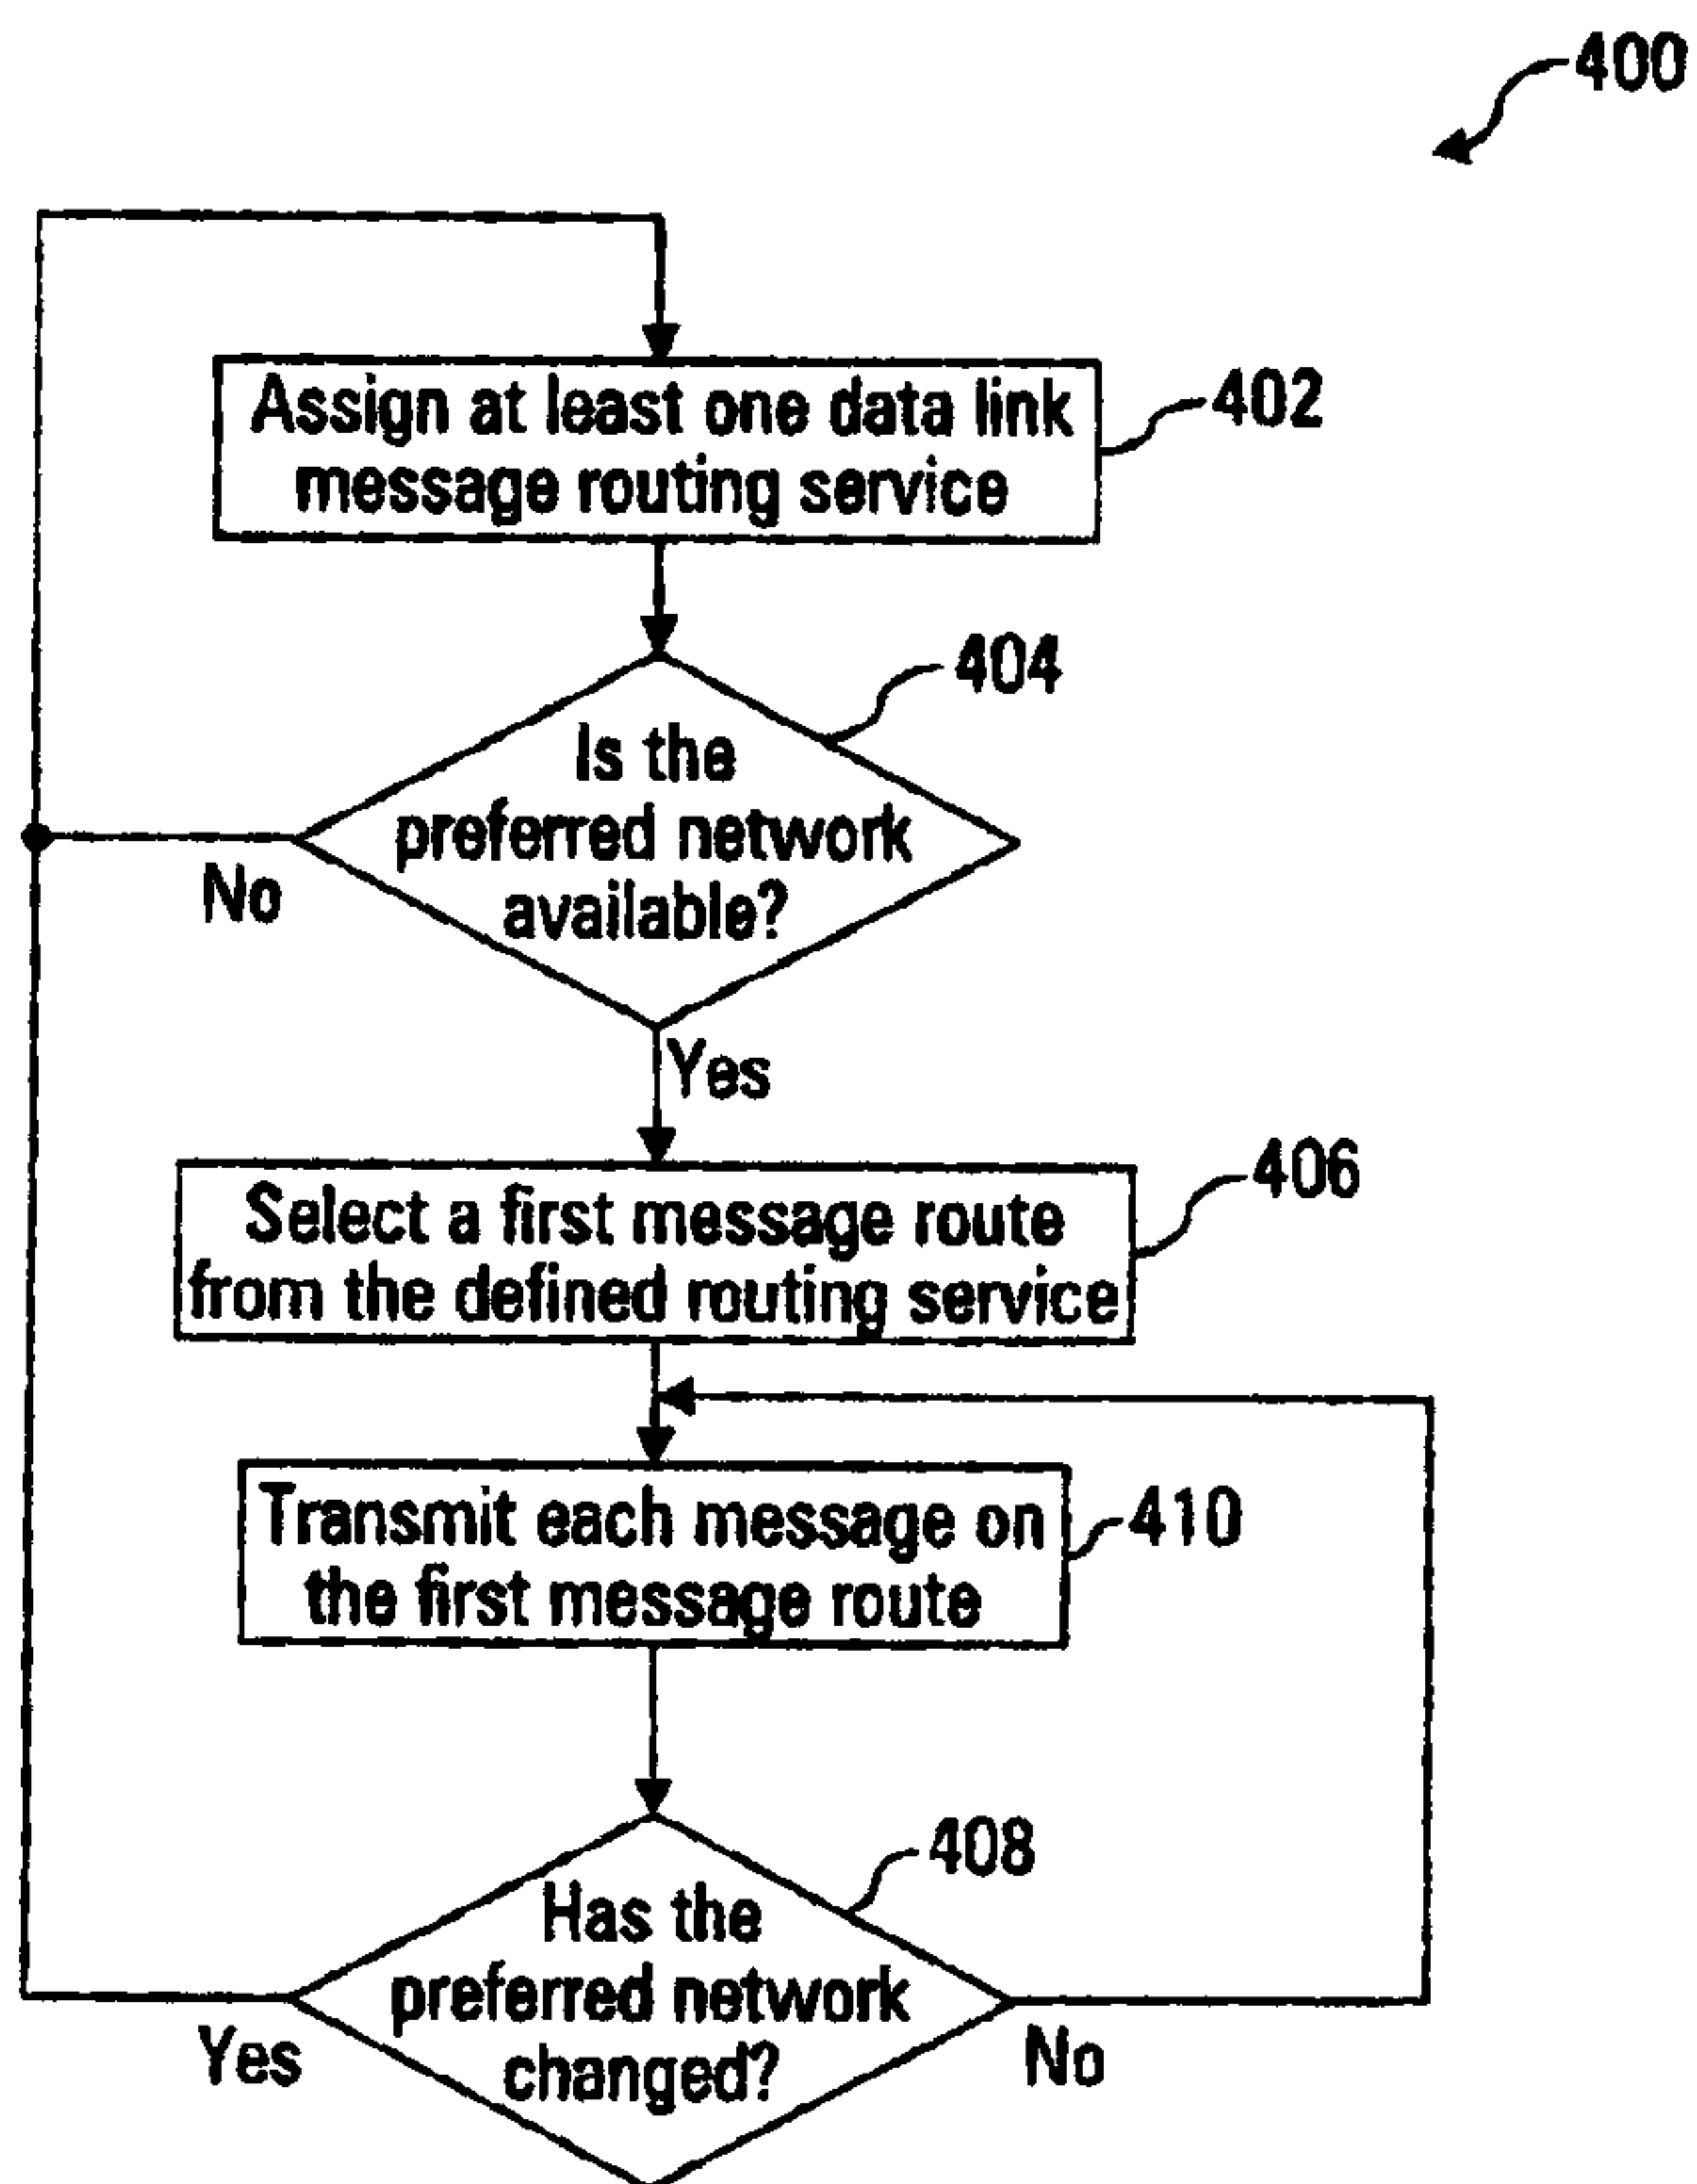 400
Assign at least one data link
message routing service
402
404
Is the
preferred network
available?
No
Yes
406
Select a first message route
from the defined routing service
Transmit each message on
the first message route
410
408
Has the
preferred network
changed?
Yes
No